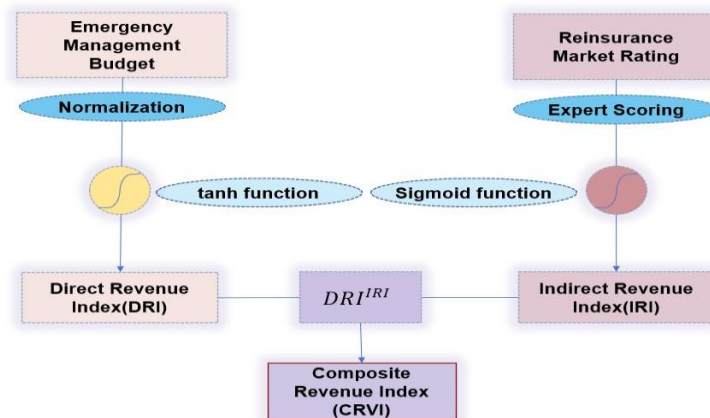 Emergency
Management
Budget
Reinsurance
Market Rating
Normalization
Expert Scoring
tanh function
Sigmoid function
Direct Revenue
Index(DRI)
DRI^{IRI}
Indirect Revenue
Index(IRI)
Composite
Revenue Index
(CRVI)